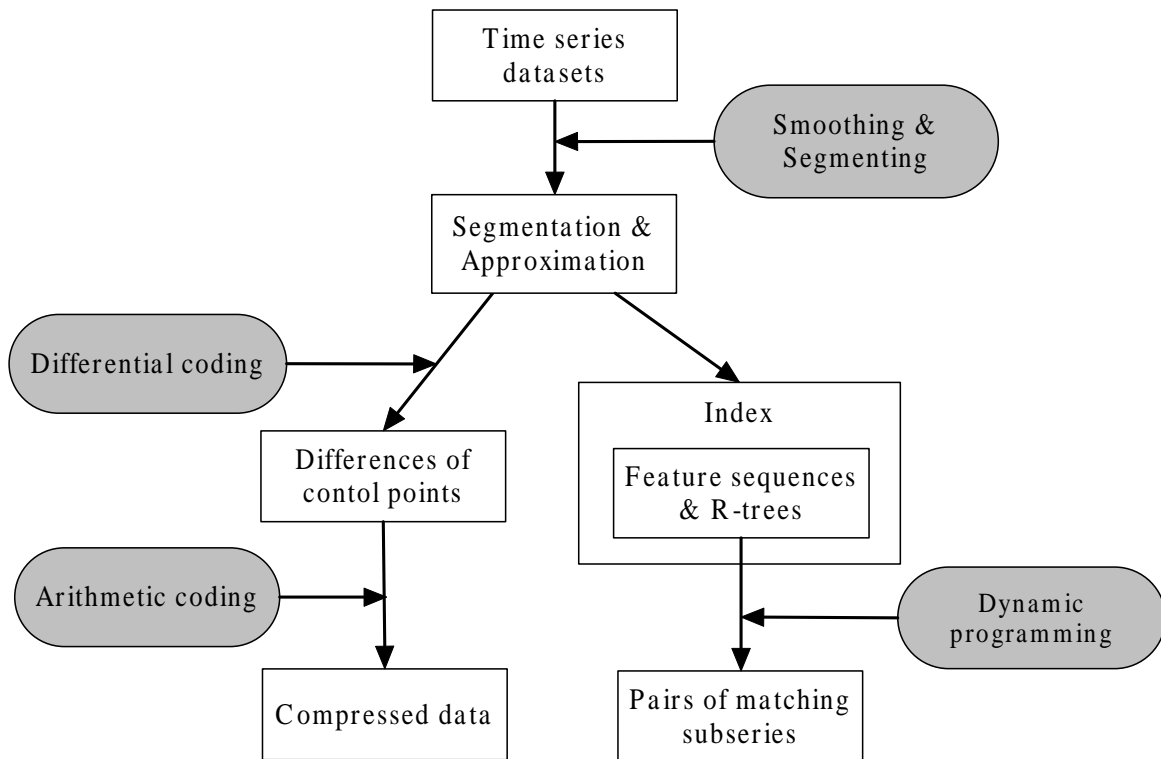 Time series
datasets
Smoothing &
Segmenting
Segmentation &
Approximation
Differential coding
Index
Differences of
contol points
Feature sequences
& R-trees
Arithmetic coding
Dynamic
programming
Compressed data
Pairs of matching
subseries